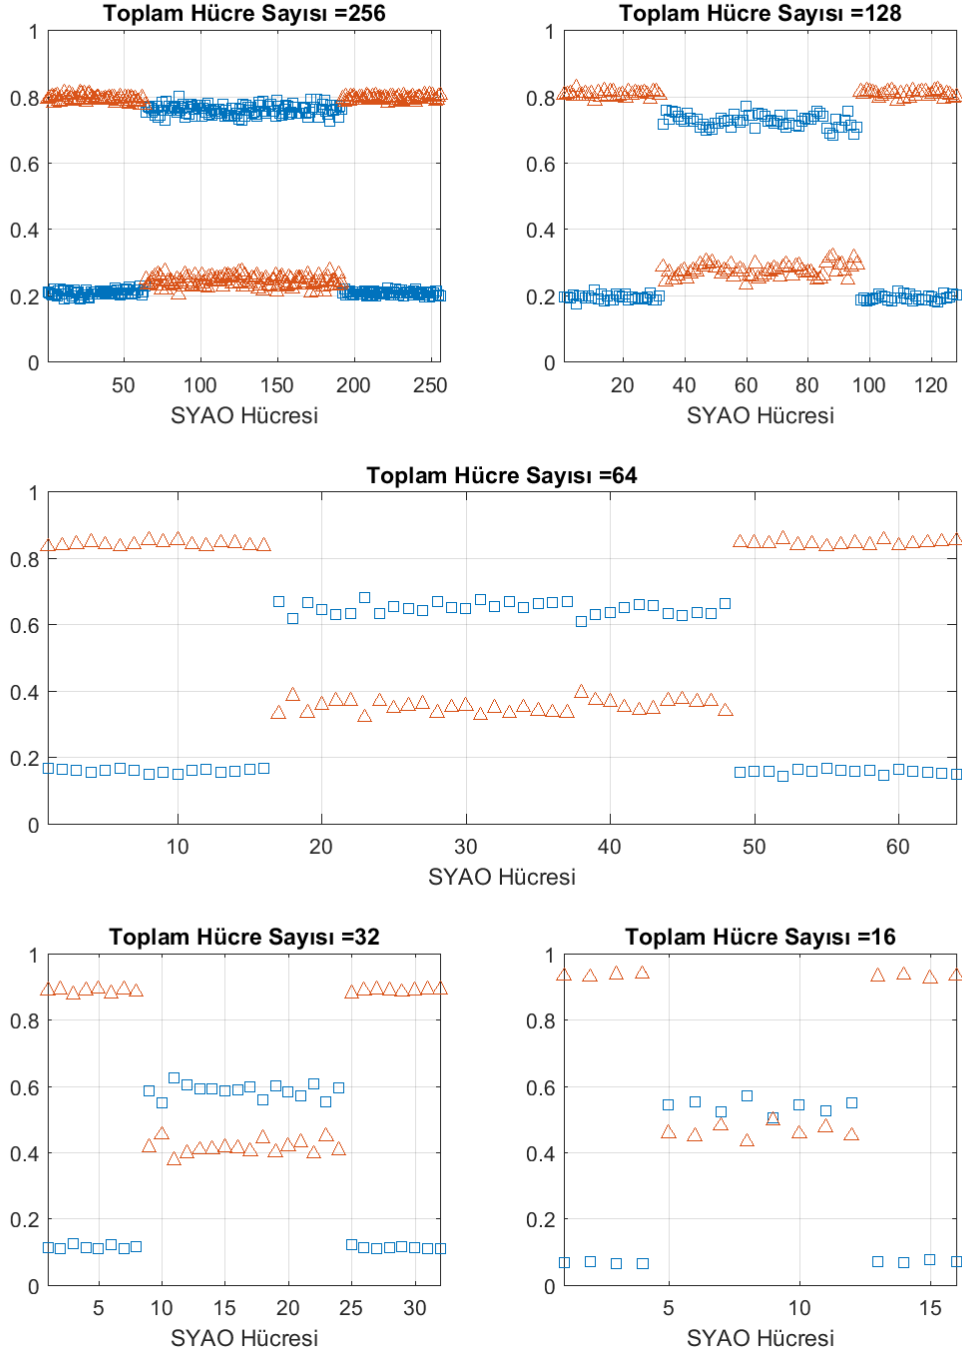 Toplam Hücre Sayısı =256
1
0.8
0.6
0.4
0.2
0
50 100 150 200 250
SYAO Hücresi
Toplam Hücre Sayısı =128
1
0.8
0.6
0.4
0.2
0
20 40 60 80 100 120
SYAO Hücresi
Toplam Hücre Sayısı =64
1
0.8
0.6
0.4
0.2
0
10 20 30 40 50 60
SYAO Hücresi
Toplam Hücre Sayısı =32
1
0.8
0.6
0.4
0.2
0
5 10 15 20 25 30
SYAO Hücresi
Toplam Hücre Sayısı =16
1
0.8
0.6
0.4
0.2
0
5 10 15
SYAO Hücresi